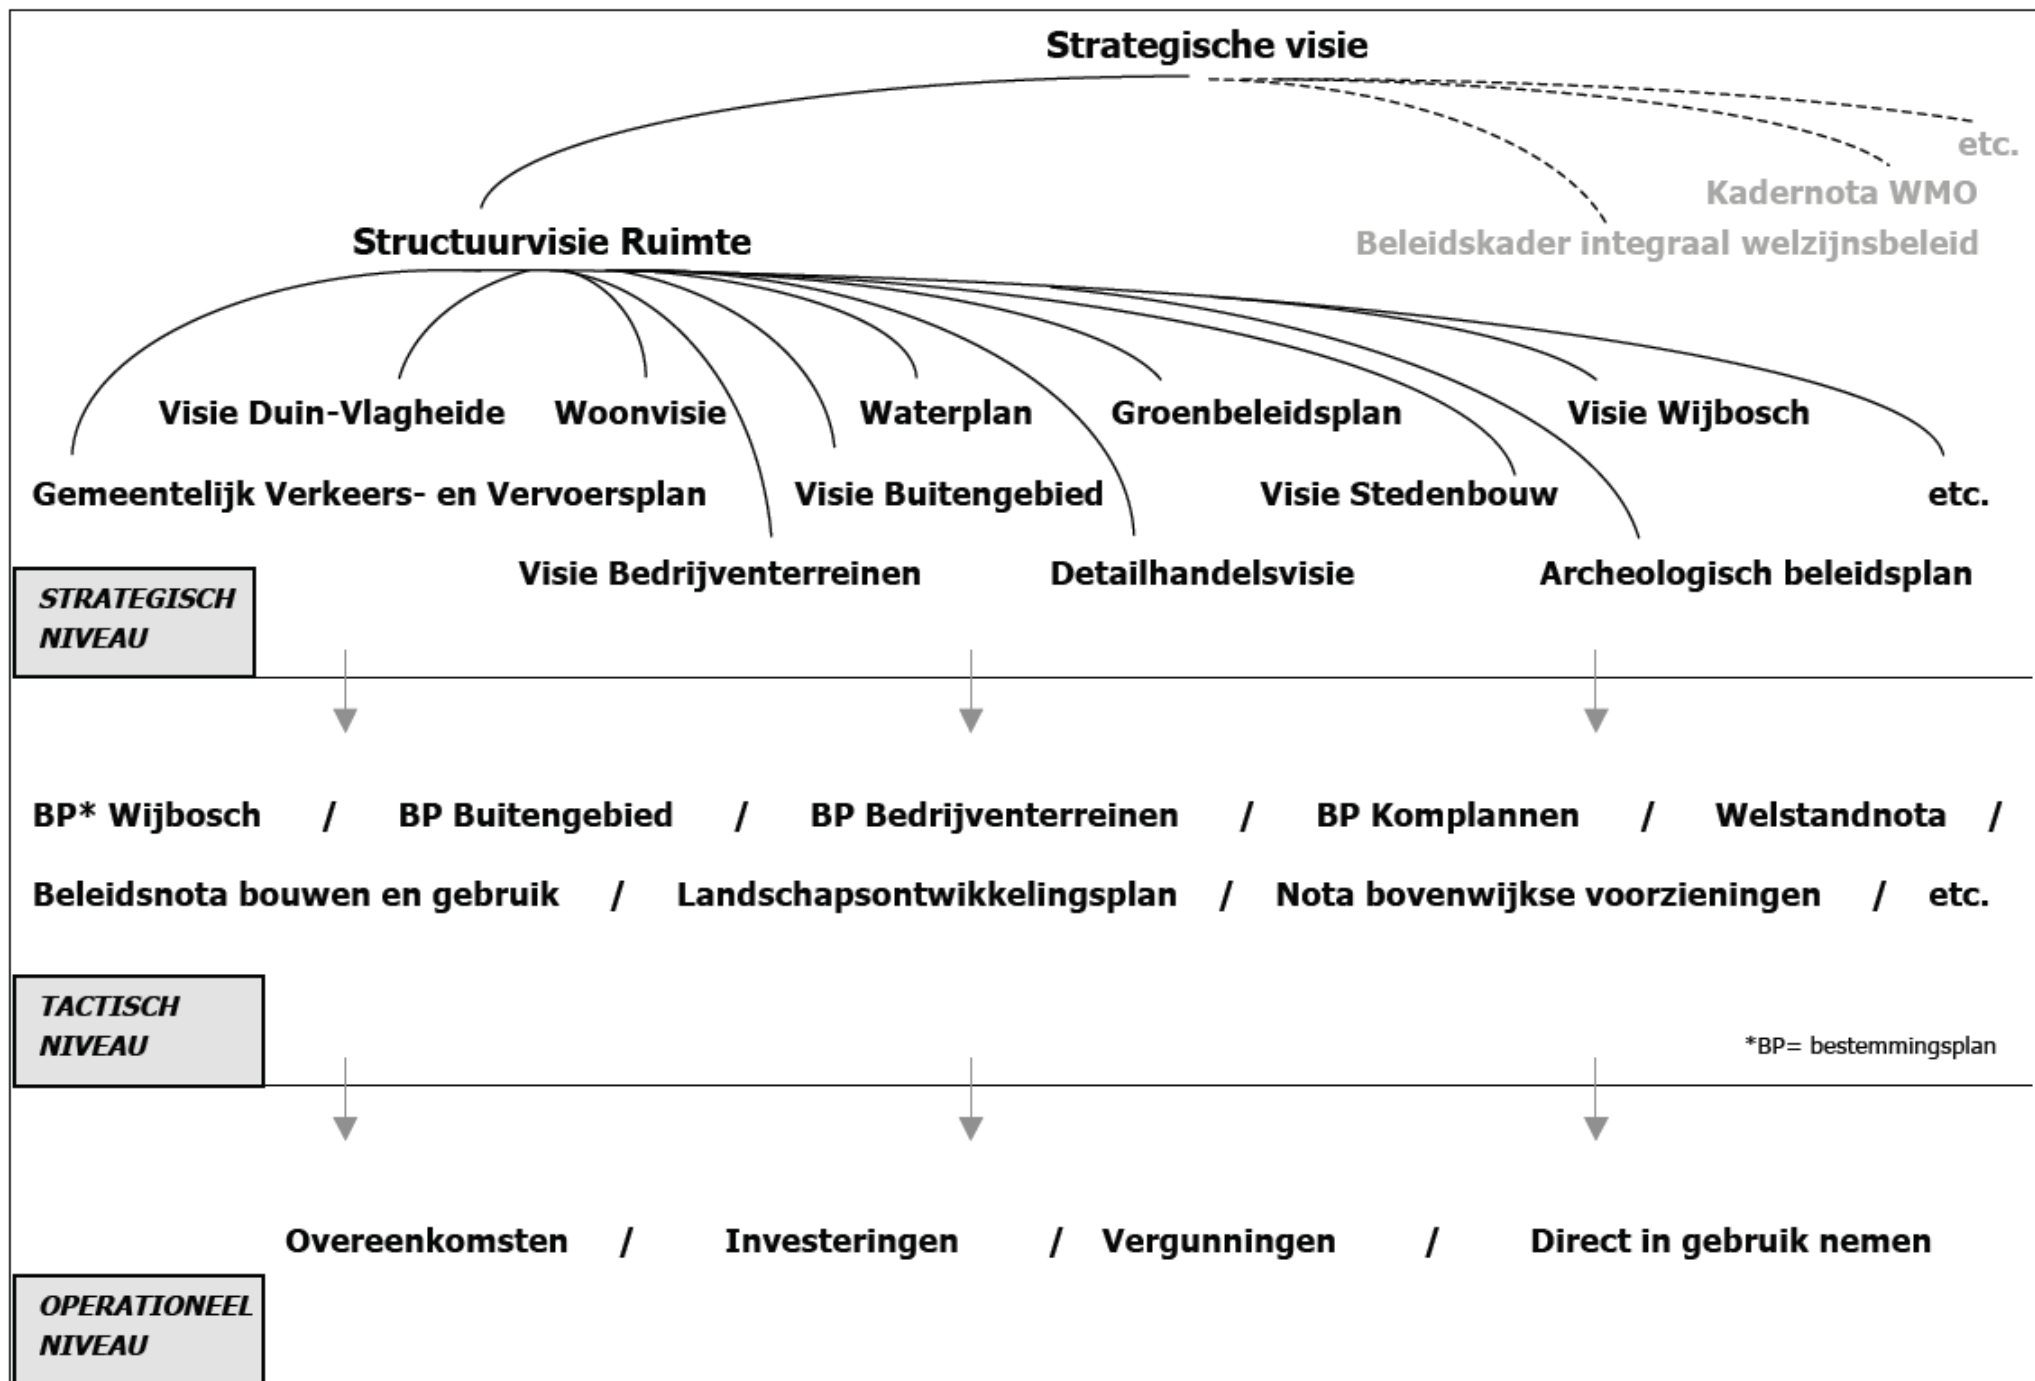 Strategische visie
etc.
Kadernota WMO
Structuurvisie Ruimte
Beleidskader integraal welzijnsbeleid
Visie Duin-Vlagheide Woonvisie Waterplan Groenbeleidsplan Visie Wijbosch
Gemeentelijk Verkeers- en Vervoersplan Visie Buitengebied Visie Stedenbouw etc.
Visie Bedrijventerreinen Detailhandelsvisie Archeologisch beleidsplan
STRATEGISCH
NIVEAU
BP* Wijbosch / BP Buitengebied / BP Bedrijventerreinen / BP Komplannen / Welstandnota /
Beleidsnota bouwen en gebruik / Landschapsontwikkelingsplan / Nota bovenwijkse voorzieningen / etc.
TACTISCH
NIVEAU
*BP= bestemmingsplan
Overeenkomsten / Investeringen / Vergunningen / Direct in gebruik nemen
OPERATIONEEL
NIVEAU